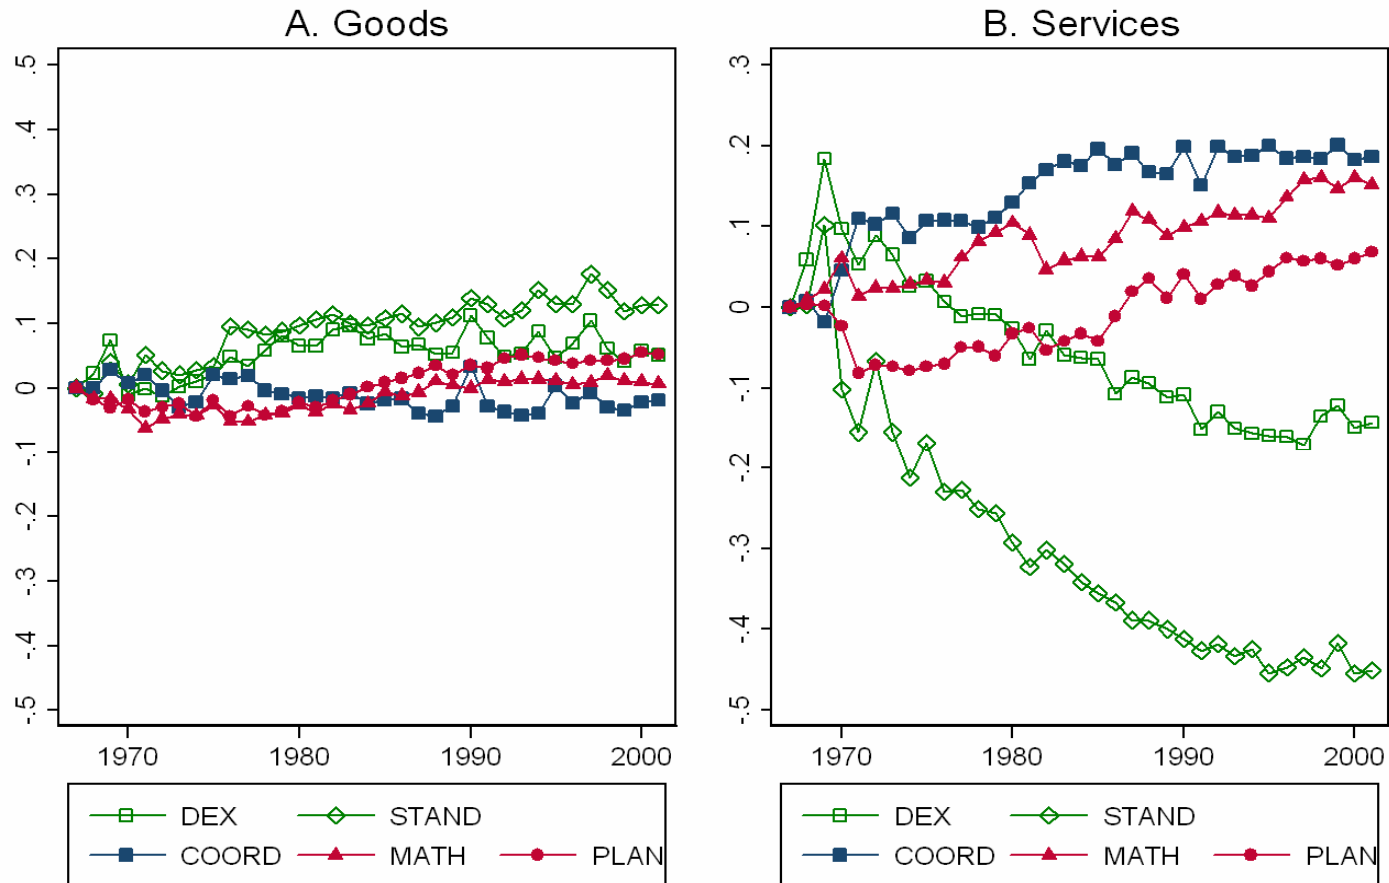 A. Goods
.5
.4
.3
.2
.1
0
-.1
-.2
-.3
-.4
-.5
1970 1980 1990 2000
DEX STAND
COORD MATH PLAN
B. Services
.3
.2
.1
0
-.1
-.2
-.3
-.4
-.5
1970 1980 1990 2000
DEX STAND
COORD MATH PLAN